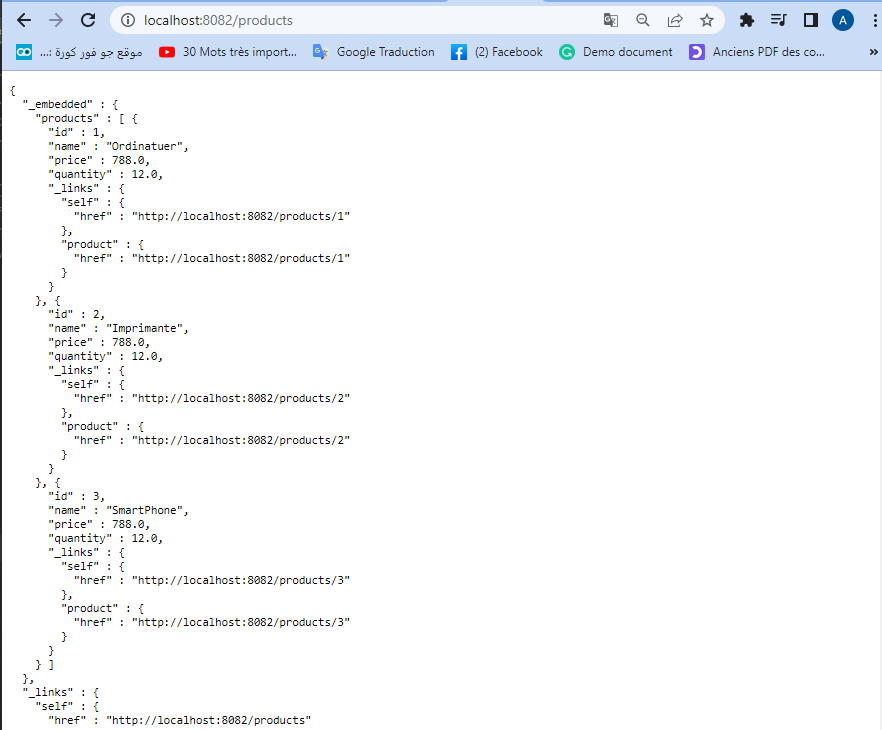 localhost:8082/products
A
موقع جو فور كورة ...:
30 Mots très import...
Google Traduction
(2) Facebook
Demo document
Anciens PDF des co...
»
{
  "_embedded" : {
    "products" : [ {
      "id" : 1,
      "name" : "Ordinatuer",
      "price" : 788.0,
      "quantity" : 12.0,
      "_links" : {
        "self" : {
          "href" : "http://localhost:8082/products/1"
        },
        "product" : {
          "href" : "http://localhost:8082/products/1"
        }
      }
    }, {
      "id" : 2,
      "name" : "Imprimante",
      "price" : 788.0,
      "quantity" : 12.0,
      "_links" : {
        "self" : {
          "href" : "http://localhost:8082/products/2"
        },
        "product" : {
          "href" : "http://localhost:8082/products/2"
        }
      }
    }, {
      "id" : 3,
      "name" : "SmartPhone",
      "price" : 788.0,
      "quantity" : 12.0,
      "_links" : {
        "self" : {
          "href" : "http://localhost:8082/products/3"
        },
        "product" : {
          "href" : "http://localhost:8082/products/3"
        }
      }
    } ]
  },
  "_links" : {
    "self" : {
      "href" : "http://localhost:8082/products"